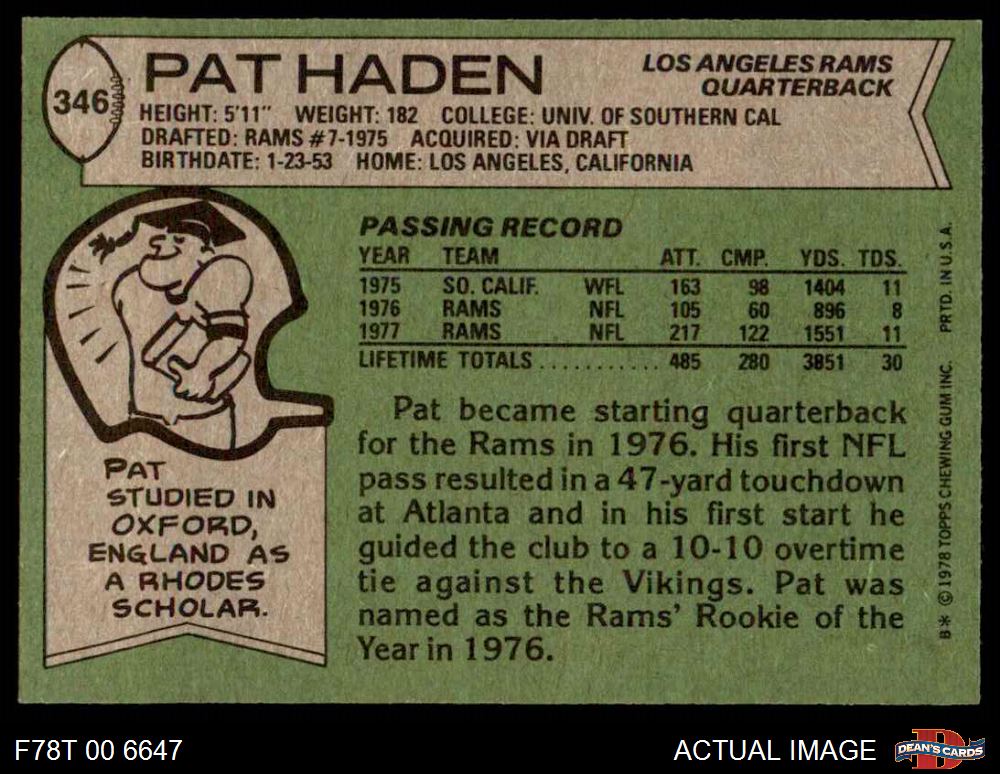 346
PAT HADEN
LOS ANGELES RAMS
QUARTERBACK
HEIGHT: 5'11" WEIGHT: 182 COLLEGE: UNIV. OF SOUTHERN CAL
DRAFTED: RAMS #7-1975 ACQUIRED: VIA DRAFT
BIRTHDATE: 1-23-53 HOME: LOS ANGELES, CALIFORNIA
PASSING RECORD
YEAR TEAM ATT. CMP. YDS. TDS.
1975 SO. CALIF. WFL 163 98 1404 11
1976 RAMS NFL 105 60 896 8
1977 RAMS NFL 217 122 1551 11
LIFETIME TOTALS........... 485 280 3851 30
Pat became starting quarterback
for the Rams in 1976. His first NFL
pass resulted in a 47-yard touchdown
at Atlanta and in his first start he
guided the club to a 10-10 overtime
tie against the Vikings. Pat was
named as the Rams' Rookie of the
Year in 1976.
PAT
STUDIED IN
OXFORD,
ENGLAND AS
A RHODES
SCHOLAR.
B* © 1978 TOPPS CHEWING GUM INC. PRTD. IN U.S.A.
F78T 00 6647
ACTUAL IMAGE
D
DEAN'S CARDS